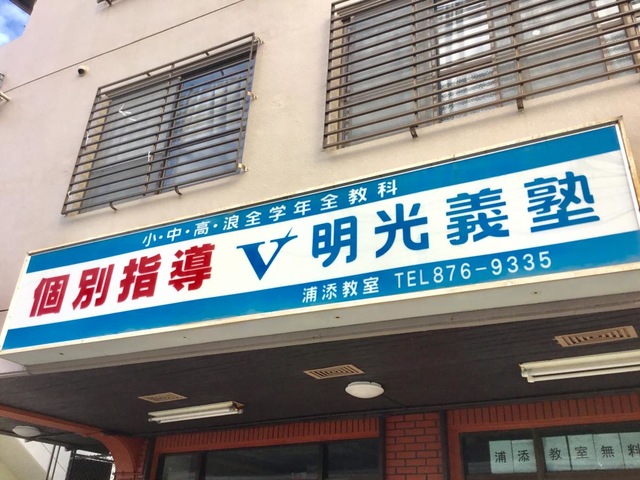 小・中・高・浪全学年全教科
個別指導 V 明光義塾
浦添教室 TEL876-9335
浦添教室無料